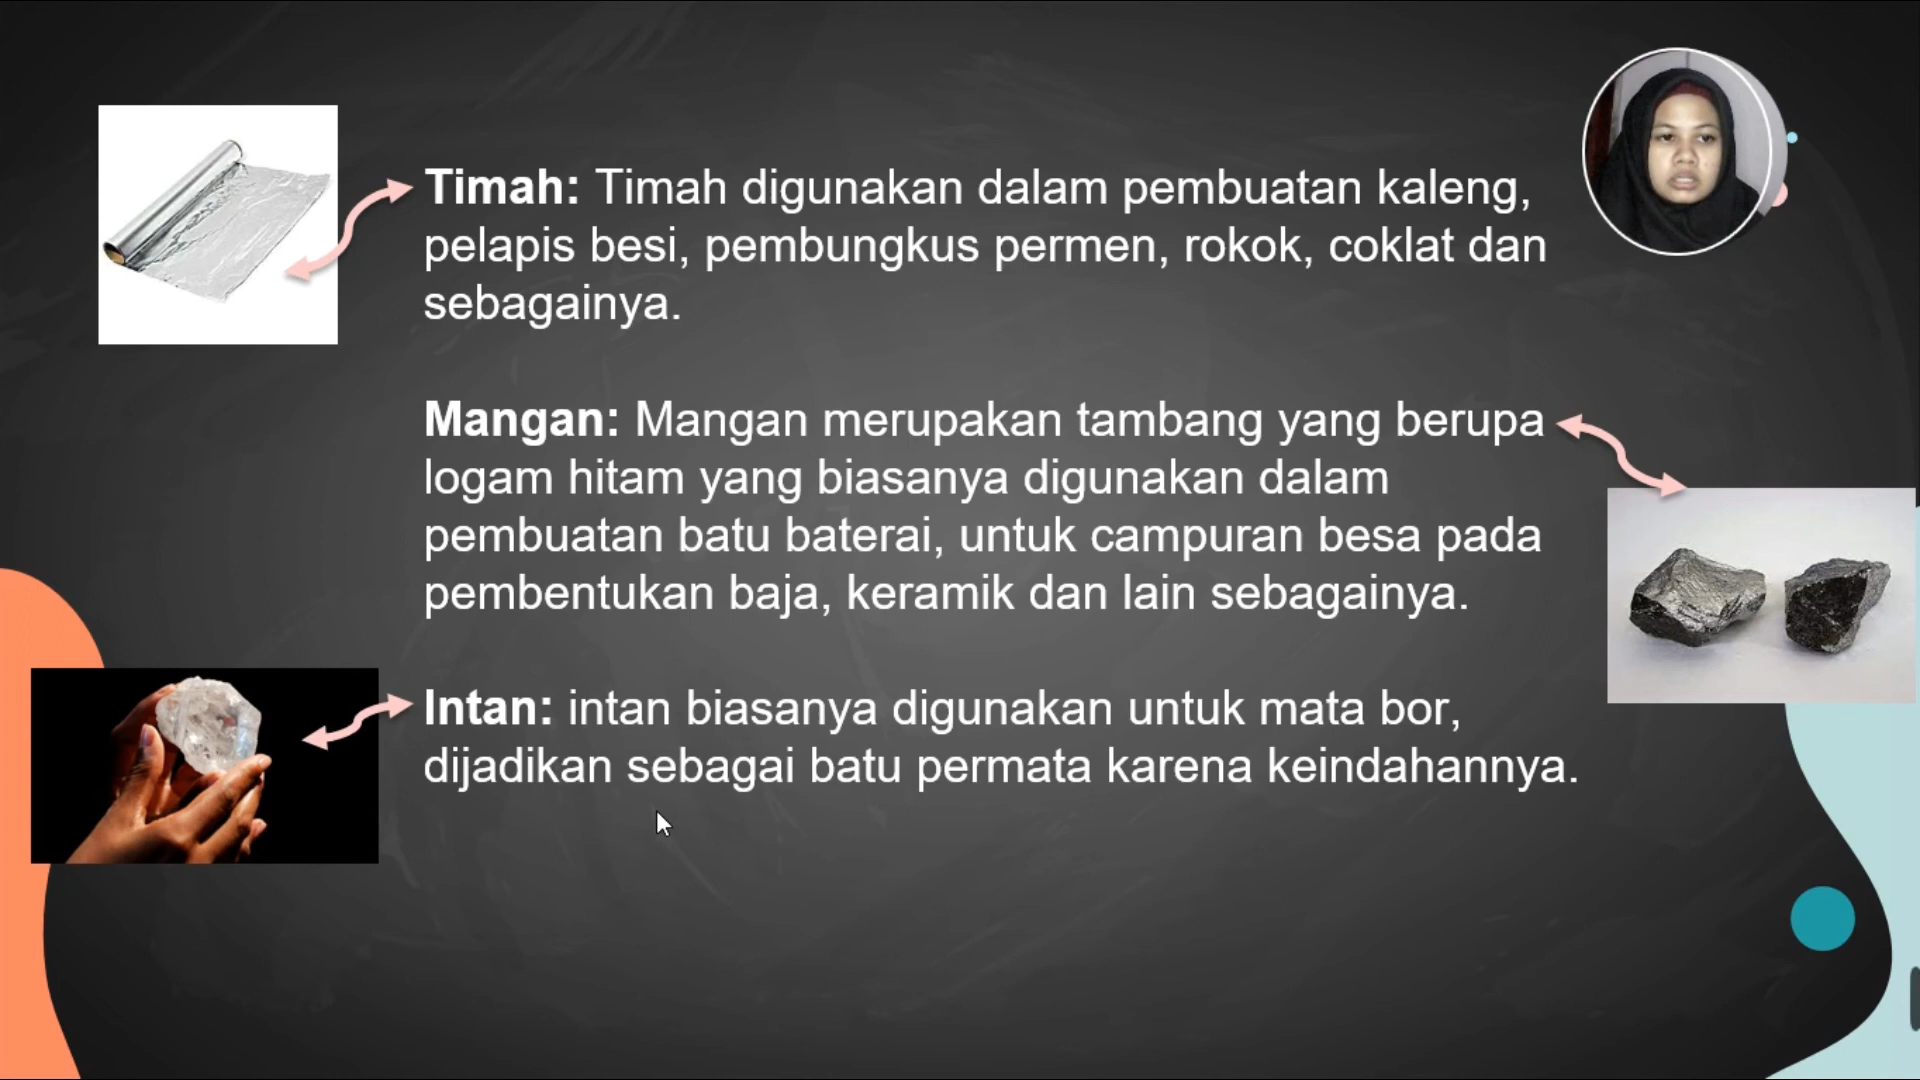 Timah: Timah digunakan dalam pembuatan kaleng,
pelapis besi, pembungkus permen, rokok, coklat dan
sebagainya.
Mangan: Mangan merupakan tambang yang berupa
logam hitam yang biasanya digunakan dalam
pembuatan batu baterai, untuk campuran besa pada
pembentukan baja, keramik dan lain sebagainya.
Intan: intan biasanya digunakan untuk mata bor,
dijadikan sebagai batu permata karena keindahannya.